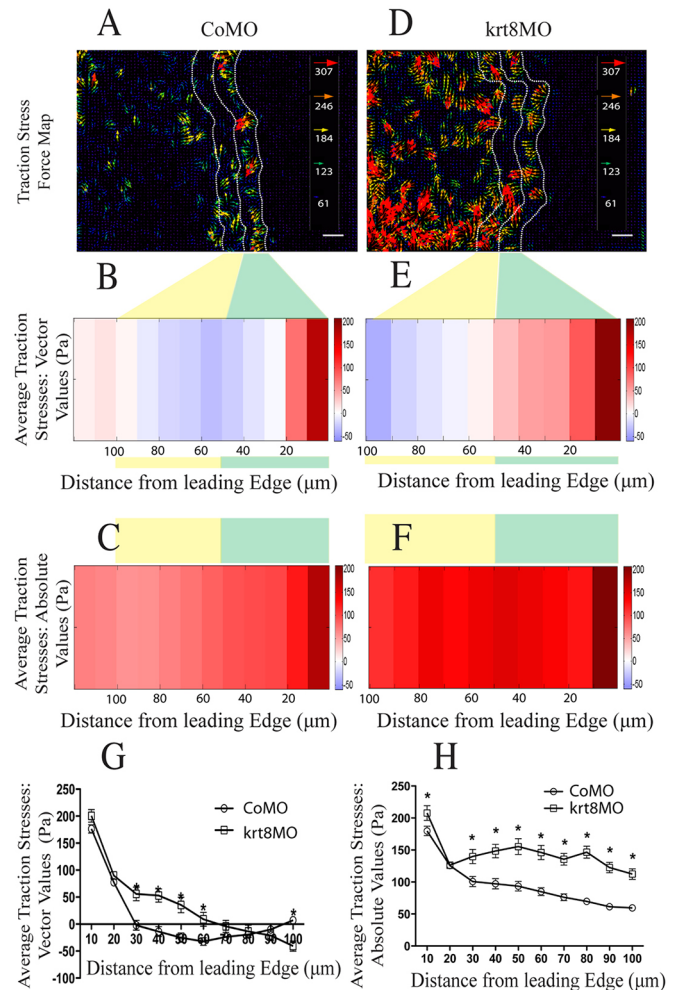 A
CoMO
D
krt8MO
Traction Stress
Force Map
307
246
184
123
61
307
246
184
123
61
B
E
Average Traction
Stresses: Vector
Values (Pa)
200
150
100
50
0
-50
200
150
100
50
0
-50
100 80 60 40 20
100 80 60 40 20
Distance from leading Edge (μm)
Distance from leading Edge (μm)
C
F
Average Traction
Stresses: Absolute
Values (Pa)
200
150
100
50
0
-50
200
150
100
50
0
-50
100 80 60 40 20
100 80 60 40 20
Distance from leading Edge (μm)
Distance from leading Edge (μm)
G
Average Traction Stresses:
Vector Values (Pa)
250
200
150
100
50
0
-50
-100
CoMO
krt8MO
* * * * *
10 20 30 40 50 60 70 80 90 100
Distance from leading Edge (μm)
H
Average Traction Stresses:
Absolute Values (Pa)
250
200
150
100
50
0
CoMO
krt8MO
* * * * * * * * *
10 20 30 40 50 60 70 80 90 100
Distance from leading Edge (μm)